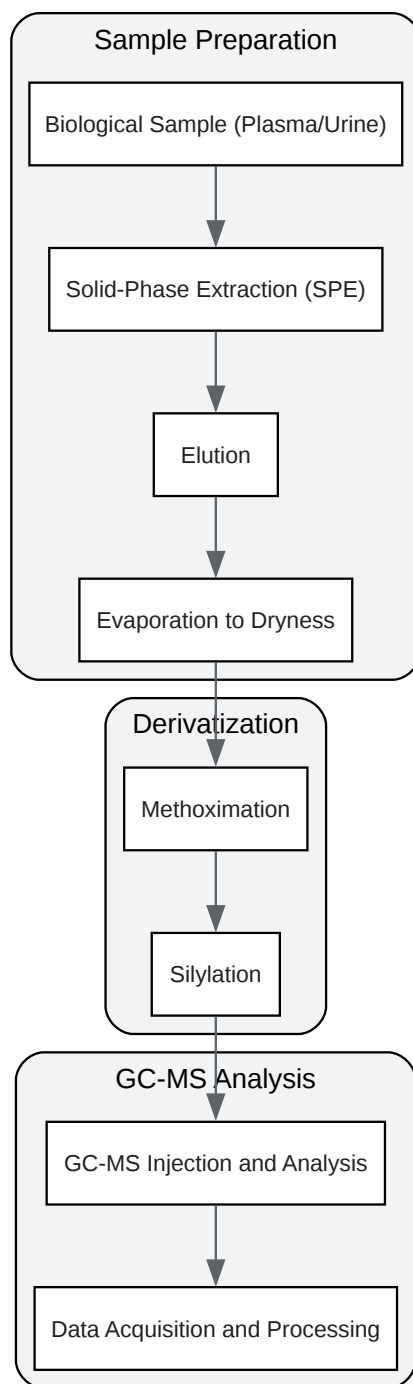 Sample Preparation
Biological Sample (Plasma/Urine)
Solid-Phase Extraction (SPE)
Elution
Evaporation to Dryness
Derivatization
Methoximation
Silylation
GC-MS Analysis
GC-MS Injection and Analysis
Data Acquisition and Processing